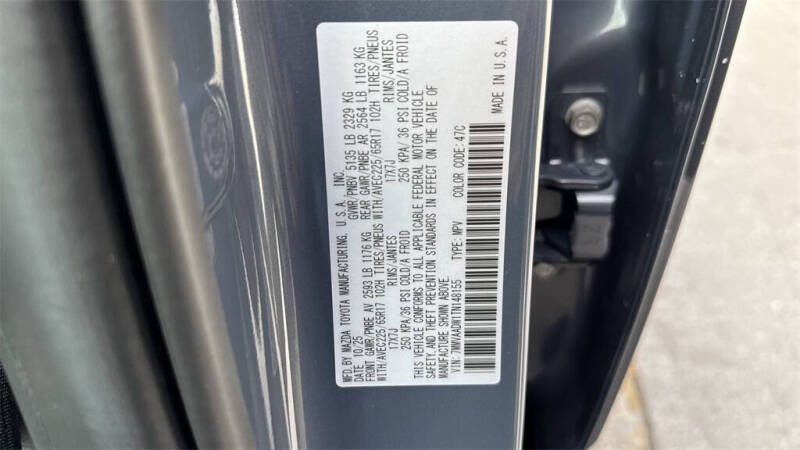 MFD.BY MAZDA TOYOTA MANUFACTURING, U.S.A., INC.
DATE: 10/25 GVWR/PNBV 5135 LB 2329 KG
FRONT GAWR/PNBE AV 2593 LB 1176 KG REAR GAWR/PNBE AR 2564 LB 1163 KG
WITH/AVEC225/65R17 102H TIRES/PNEUS WITH/AVEC225/65R17 102H TIRES/PNEUS
17X7J RIMS/JANTES 17X7J RIMS/JANTES
250 KPA/36 PSI COLD/A FROID 250 KPA/ 36 PSI COLD/A FROID
THIS VEHICLE CONFORMS TO ALL APPLICABLE FEDERAL MOTOR VEHICLE
SAFETY, AND THEFT PREVENTION STANDARDS IN EFFECT ON THE DATE OF
MANUFACTURE SHOWN ABOVE.
VIN: 7MMVAADW1TN148155 TYPE: MPV COLOR CODE: 47C MADE IN U.S.A.